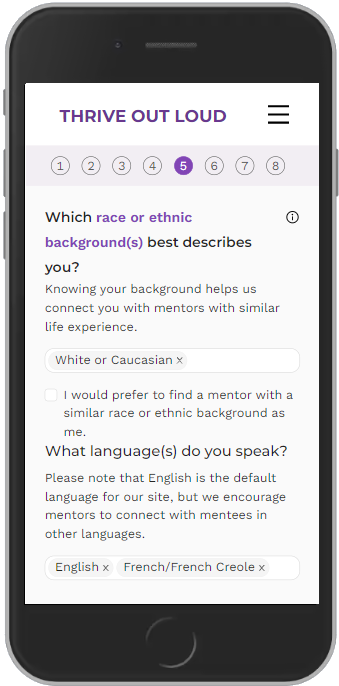 THRIVE OUT LOUD
1 2 3 4 5 6 7 8
Which race or ethnic
background(s) best describes
you?
Knowing your background helps us
connect you with mentors with similar
life experience.
White or Caucasian x
I would prefer to find a mentor with a
similar race or ethnic background as
me.
What language(s) do you speak?
Please note that English is the default
language for our site, but we encourage
mentors to connect with mentees in
other languages.
English x French/French Creole x